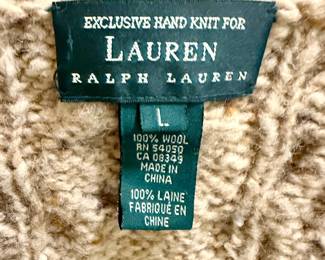 EXCLUSIVE HAND KNIT FOR
LAUREN
RALPH LAUREN
L
100% WOOL
RN 54050
CA 08349
MADE IN
CHINA
100% LAINE
FABRIQUÉ EN
CHINE